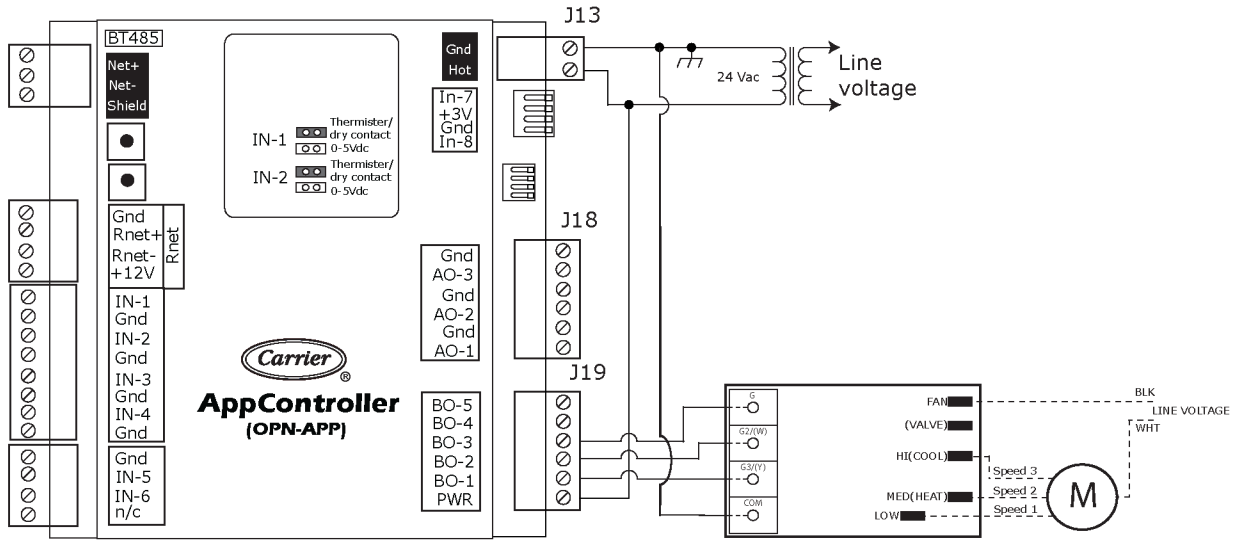 J13
BT485
Net+
Net-
Shield
Gnd
Hot
In-7
+3V
Gnd
In-8
24 Vac
Line
voltage
IN-1
Thermister/
dry contact
0-5Vdc
IN-2
Thermister/
dry contact
0-5Vdc
Gnd
Rnet+
Rnet-
+12V
Rnet
IN-1
Gnd
IN-2
Gnd
IN-3
Gnd
IN-4
Gnd
Gnd
IN-5
IN-6
n/c
Carrier
®
AppController
(OPN-APP)
J18
Gnd
AO-3
Gnd
AO-2
Gnd
AO-1
J19
BO-5
BO-4
BO-3
BO-2
BO-1
PWR
G
G2/(W)
G3/(Y)
COM
FAN
(VALVE)
HI(COOL)
MED(HEAT)
LOW
Speed 3
Speed 2
Speed 1
M
BLK
LINE VOLTAGE
WHT